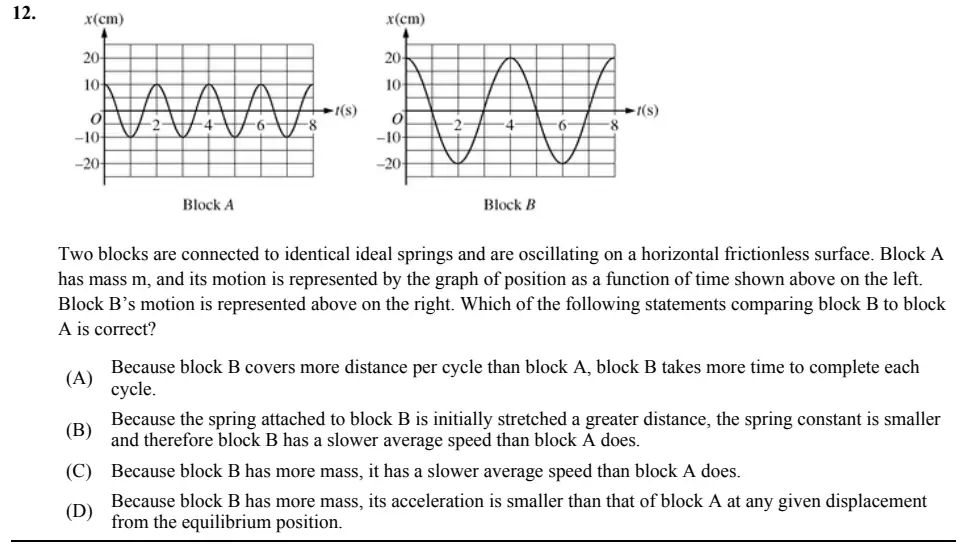 12.
x(cm)
20
10
O
-10
-20
2 4 6 8
t(s)
Block A
x(cm)
20
10
O
-10
-20
2 4 6 8
t(s)
Block B
Two blocks are connected to identical ideal springs and are oscillating on a horizontal frictionless surface. Block A
has mass m, and its motion is represented by the graph of position as a function of time shown above on the left.
Block B’s motion is represented above on the right. Which of the following statements comparing block B to block
A is correct?
(A) Because block B covers more distance per cycle than block A, block B takes more time to complete each
cycle.
(B) Because the spring attached to block B is initially stretched a greater distance, the spring constant is smaller
and therefore block B has a slower average speed than block A does.
(C) Because block B has more mass, it has a slower average speed than block A does.
(D) Because block B has more mass, its acceleration is smaller than that of block A at any given displacement
from the equilibrium position.